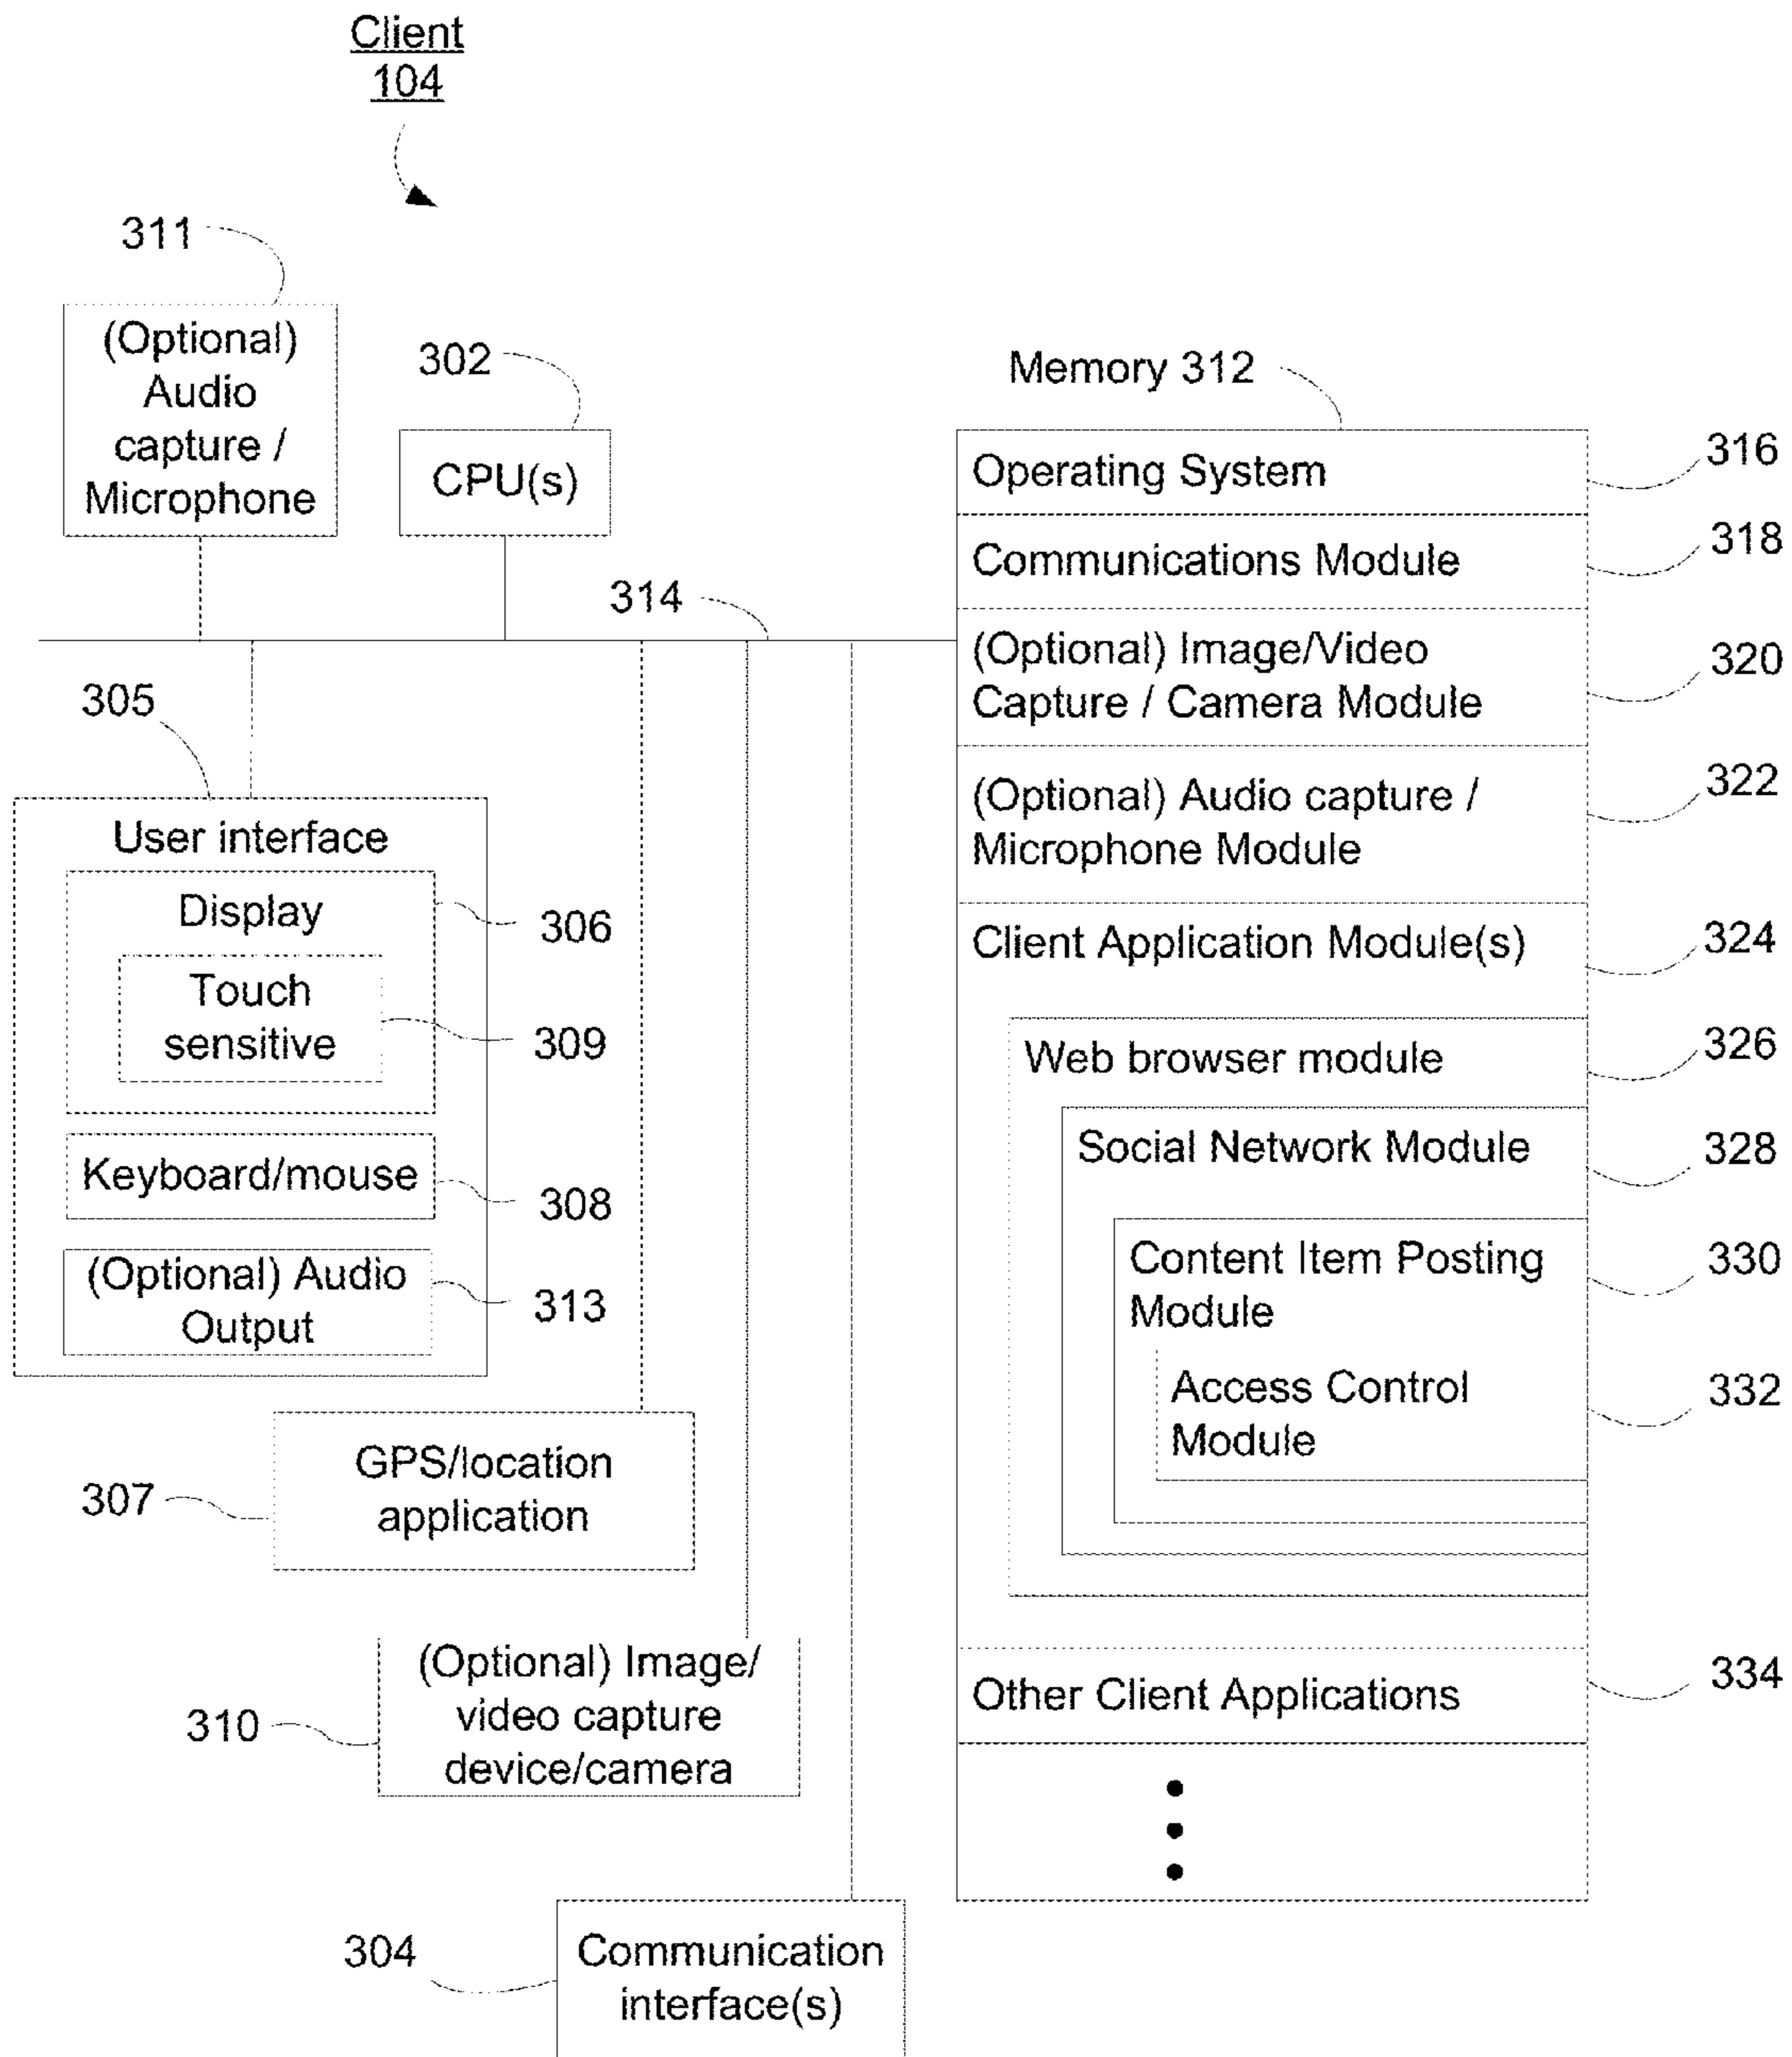 Client
104
311
(Optional)
Audio
capture /
Microphone
302
CPU(s)
314
305
User interface
Display
306
Touch
sensitive
309
Keyboard/mouse
308
(Optional) Audio
Output
313
GPS/location
application
307
(Optional) Image/
video capture
device/camera
310
304
Communication
interface(s)
Memory 312
Operating System
316
Communications Module
318
(Optional) Image/Video
Capture / Camera Module
320
(Optional) Audio capture /
Microphone Module
322
Client Application Module(s)
324
Web browser module
326
Social Network Module
328
Content Item Posting
Module
330
Access Control
Module
332
Other Client Applications
334